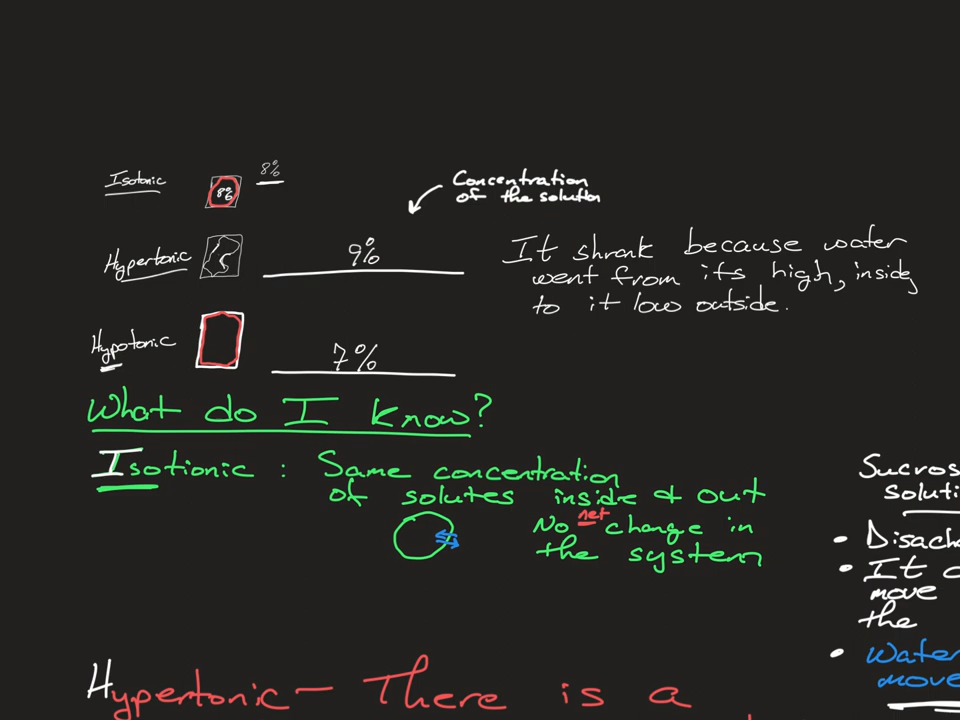 Isotonic 8% 8%
Concentration
of the solution
Hypertonic 9%
It shrank because water
went from its high, inside,
to it low outside.
Hypotonic 7%
What do I know?
Isotionic : Same concentration
of solutes inside & out
No net change in
the system
Sucros
soluti
• Disach
• It c
move
the
• Water
move
Hypertonic — There is a